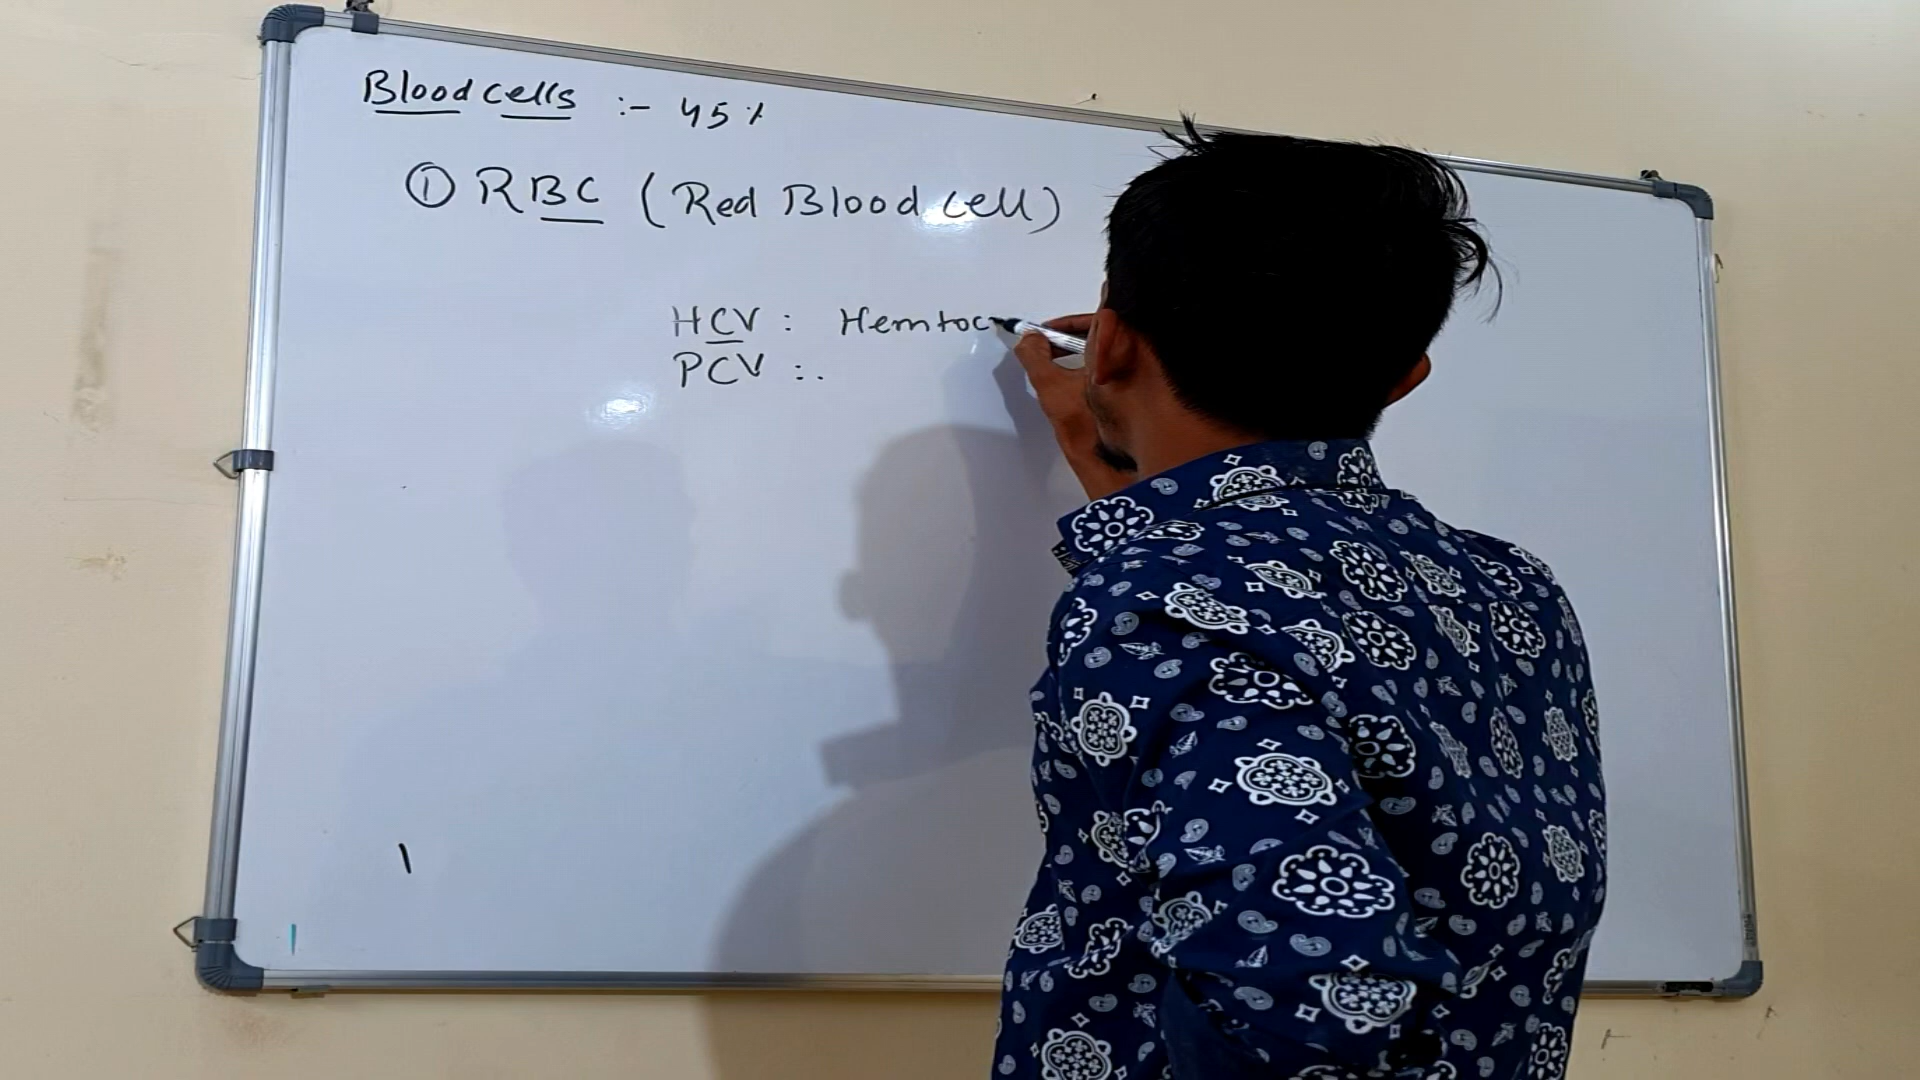 Blood cells :- 45%
① RBC (Red Blood cell)
HCV : Hemtoc
PCV :.